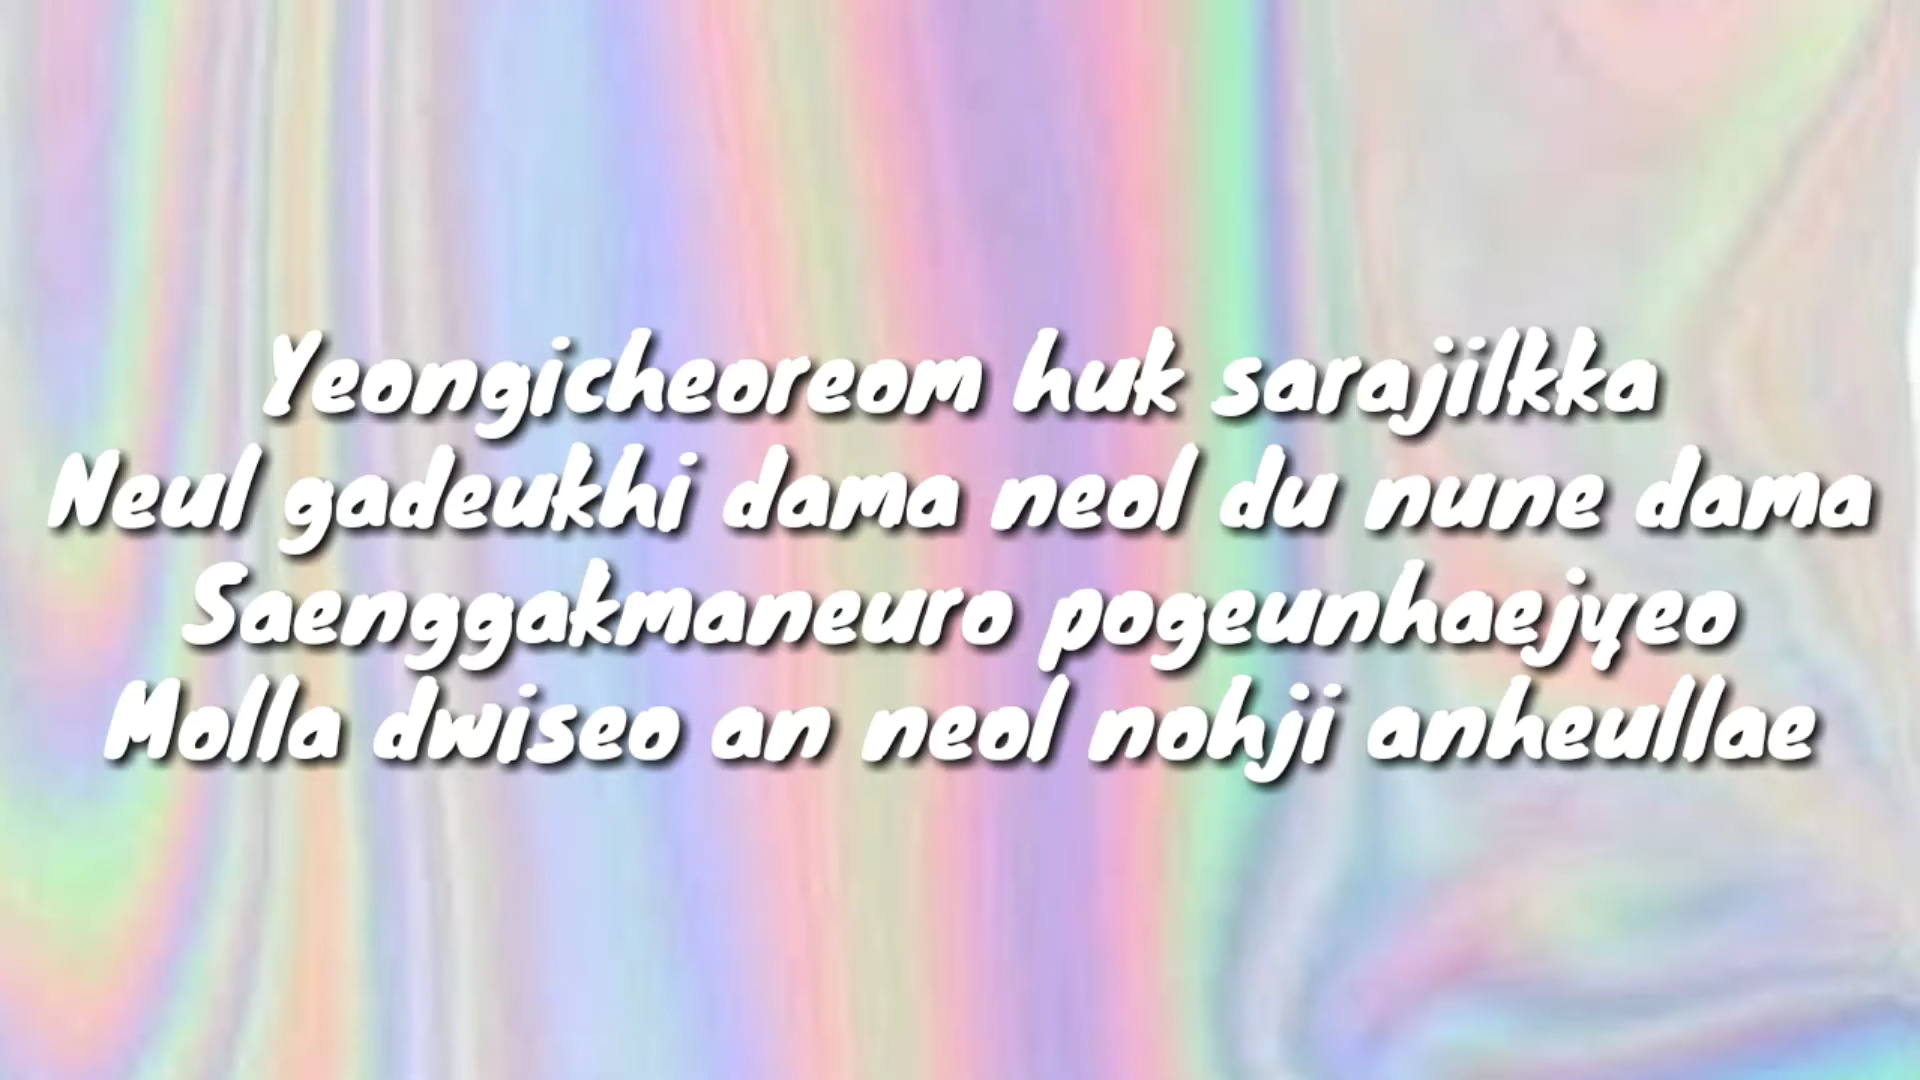 Yeongicheoreom huk sarajilkka
Neul gadeukhi dama neol du nune dama
Saenggakmaneuro pogeunhaejyeo
Molla dwiseo an neol nohji anheullae